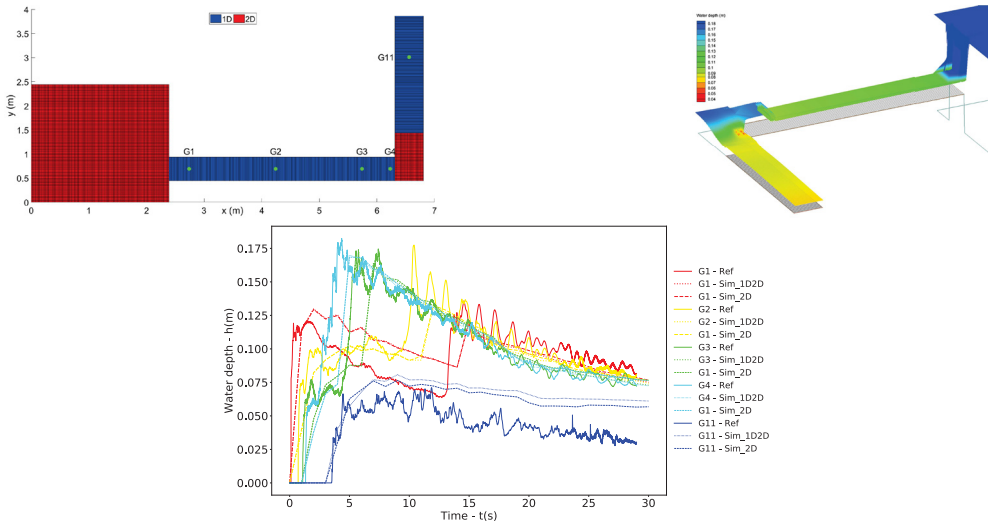 4
3.5
3
2.5
2
1.5
1
0.5
0
y (m)
1D 2D
G11
G1 G2 G3 G4
0 1 2 3 x (m) 4 5 6 7
Water depth (m)
0.175
0.150
0.125
0.100
0.075
0.050
0.025
0.000
Water depth - h(m)
0 5 10 15 20 25 30
Time - t(s)
G1 - Ref
G1 - Sim_1D2D
G1 - Sim_2D
G2 - Ref
G2 - Sim_1D2D
G1 - Sim_2D
G3 - Ref
G3 - Sim_1D2D
G1 - Sim_2D
G4 - Ref
G4 - Sim_1D2D
G1 - Sim_2D
G11 - Ref
G11 - Sim_1D2D
G11 - Sim_2D